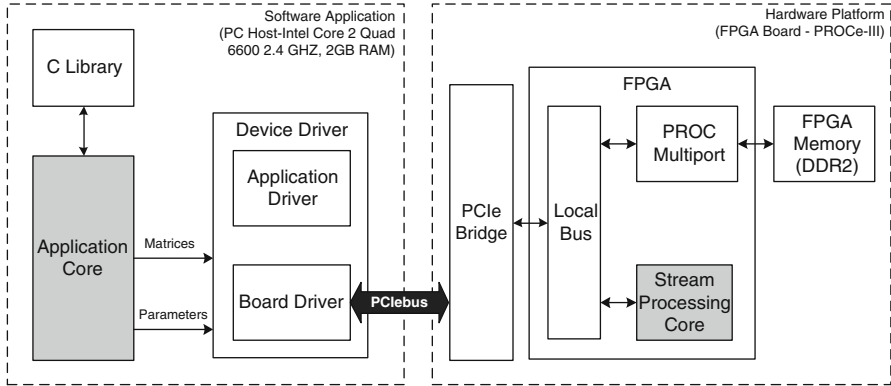 Software Application
(PC Host-Intel Core 2 Quad
6600 2.4 GHZ, 2GB RAM)
C Library
Application
Core
Matrices
Parameters
Device Driver
Application
Driver
Board Driver
PCIebus
Hardware Platform
(FPGA Board - PROCe-III)
PCIe
Bridge
FPGA
Local
Bus
PROC
Multiport
FPGA
Memory
(DDR2)
Stream
Processing
Core